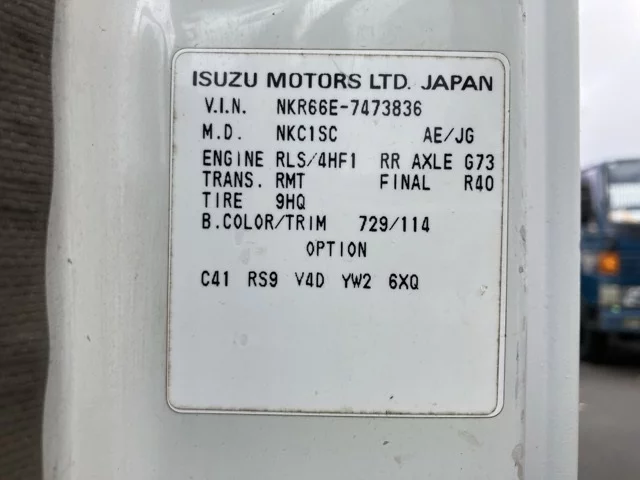 ISUZU MOTORS LTD. JAPAN
V.I.N. NKR66E-7473836
M.D. NKC1SC AE/JG
ENGINE RLS/4HF1 RR AXLE G73
TRANS. RMT FINAL R40
TIRE 9HQ
B.COLOR/TRIM 729/114
OPTION
C41 RS9 V4D YW2 6XQ